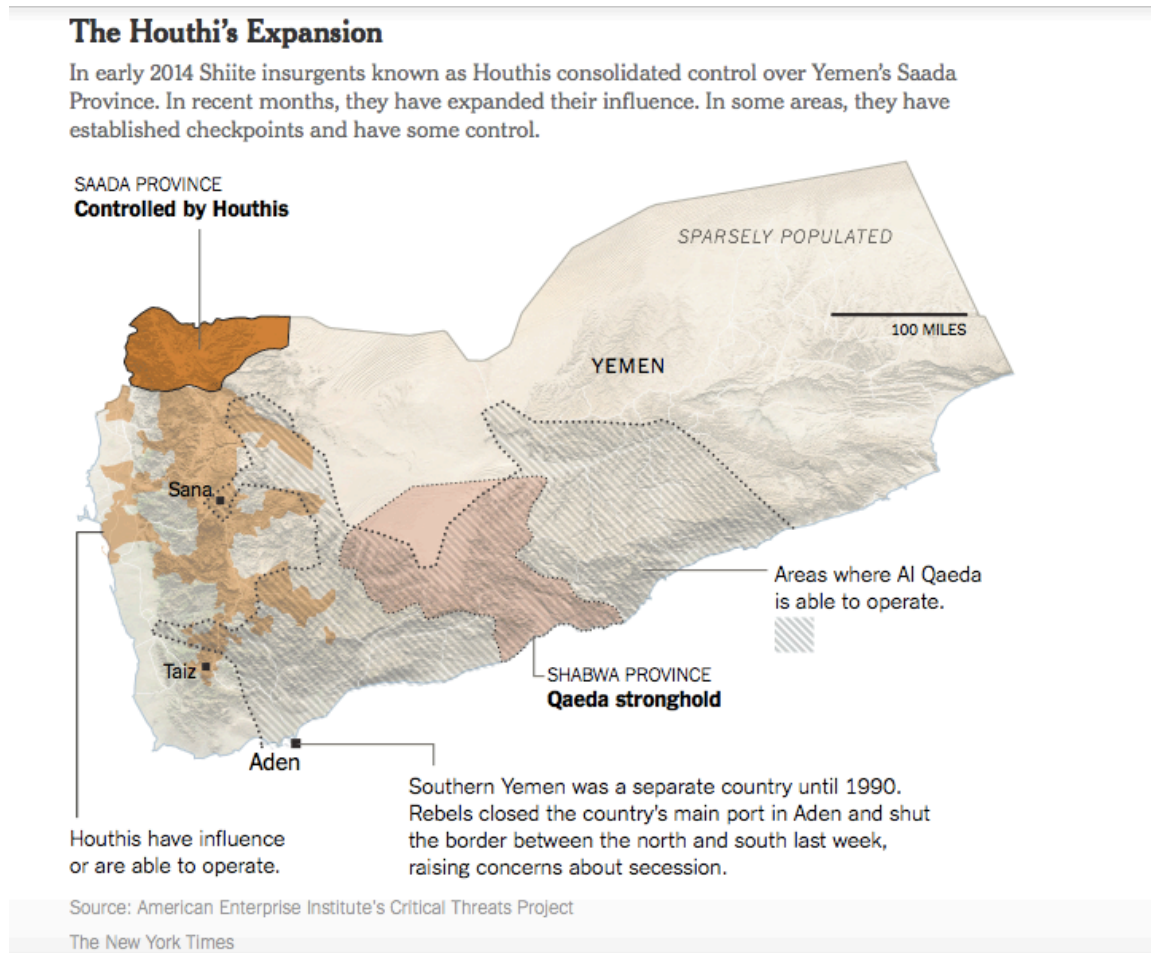 The Houthi's Expansion
In early 2014 Shiite insurgents known as Houthis consolidated control over Yemen's Saada
Province. In recent months, they have expanded their influence. In some areas, they have
established checkpoints and have some control.
SAADA PROVINCE
Controlled by Houthis
SPARSELY POPULATED
100 MILES
YEMEN
Sana
Areas where Al Qaeda
is able to operate.
Taiz
SHABWA PROVINCE
Qaeda stronghold
Aden
Southern Yemen was a separate country until 1990.
Rebels closed the country's main port in Aden and shut
the border between the north and south last week,
raising concerns about secession.
Houthis have influence
or are able to operate.
Source: American Enterprise Institute's Critical Threats Project
The New York Times